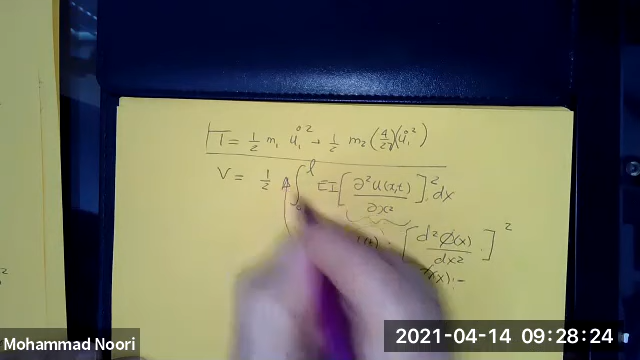 T = 1/2 m₁ u̇₁² + 1/2 m₂ (4/27)(u̇₁²)
V = 1/2 ∫₀ˡ EI [∂²u(x,t)/∂x²]² dx
(t) · [d²φ(x)/dx²]²
(x) · -
Mohammad Noori
2021-04-14 09:28:24